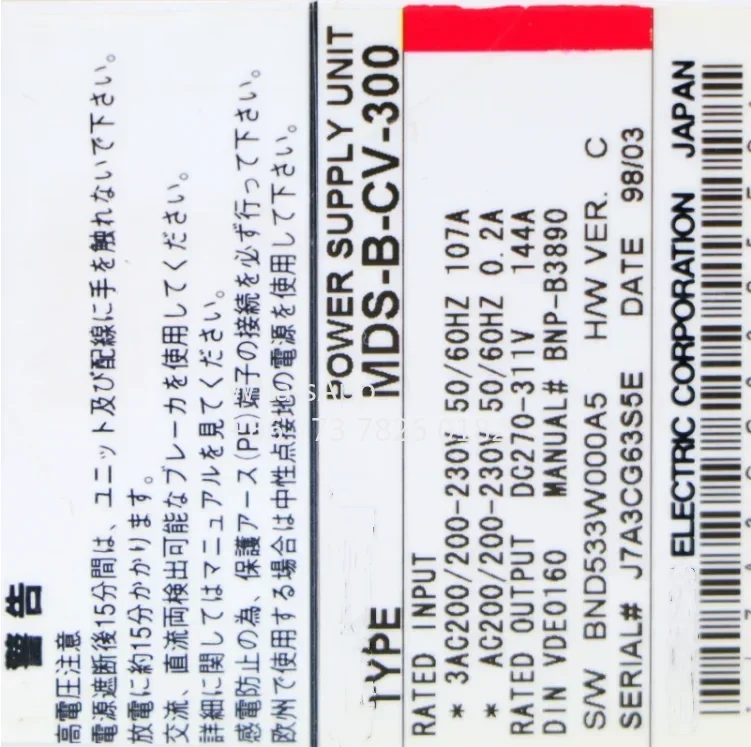 警告
高電圧注意
電源遮断後15分間は、ユニット及び配線に手を触れないで下さい。
放電に約15分かかります。
交流、直流両検出可能なブレーカを使用してください。
詳細に関してはマニュアルを見てください。
感電防止の為、保護アース(PE)端子の接続を必ず行って下さい。
欧州で使用する場合は中性点接地の電源を使用して下さい。
POWER SUPPLY UNIT
TYPE MDS-B-CV-300
RATED INPUT
* 3AC200/200-230V 50/60HZ 107A
* AC200/200-230V 50/60HZ 0.2A
RATED OUTPUT DC270-311V 144A
DIN VDE0160 MANUAL# BNP-B3890
S/W BND533W000A5 H/W VER. C
SERIAL# J7A3CG63S5E DATE 98/03
ELECTRIC CORPORATION JAPAN